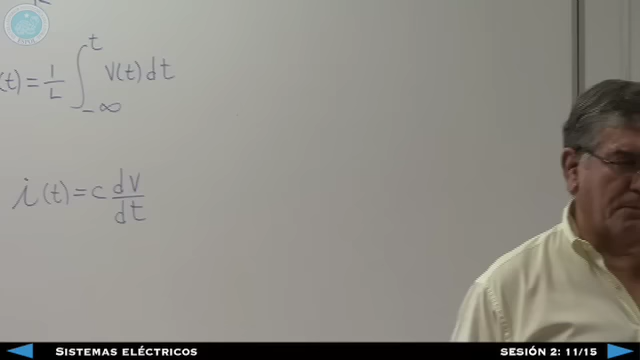 (t) = 1/L ∫_{-∞}^{t} v(t) dt
i(t) = c dv/dt
SISTEMAS ELÉCTRICOS
SESIÓN 2: 11/15